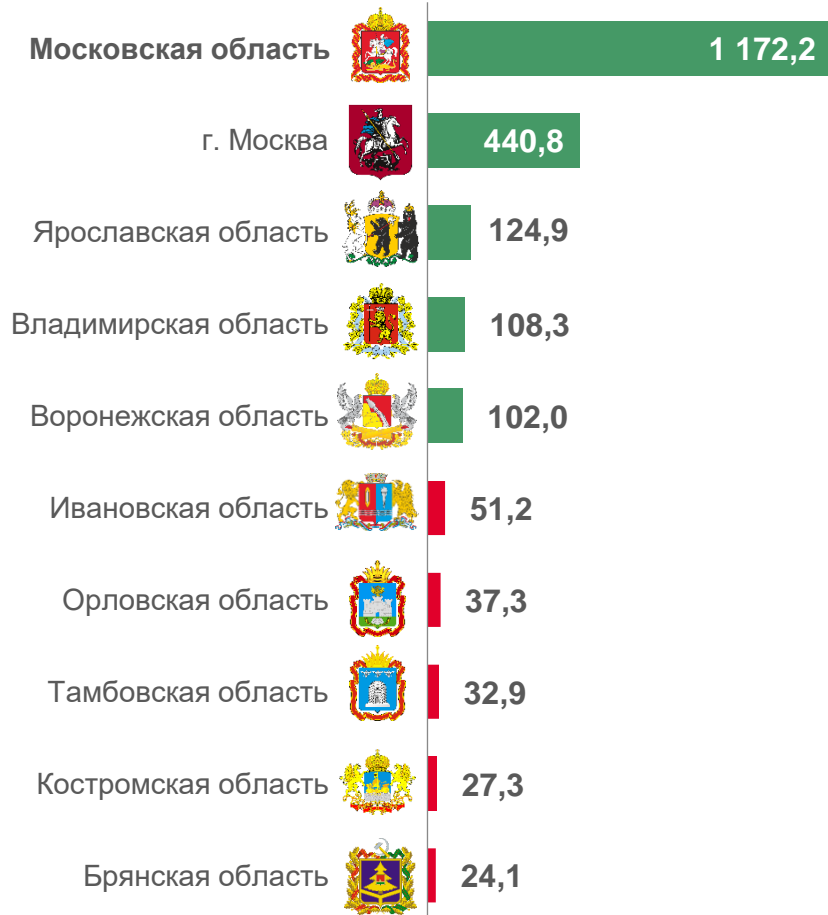 Московская область 1 172,2
г. Москва 440,8
Ярославская область 124,9
Владимирская область 108,3
Воронежская область 102,0
Ивановская область 51,2
Орловская область 37,3
Тамбовская область 32,9
Костромская область 27,3
Брянская область 24,1